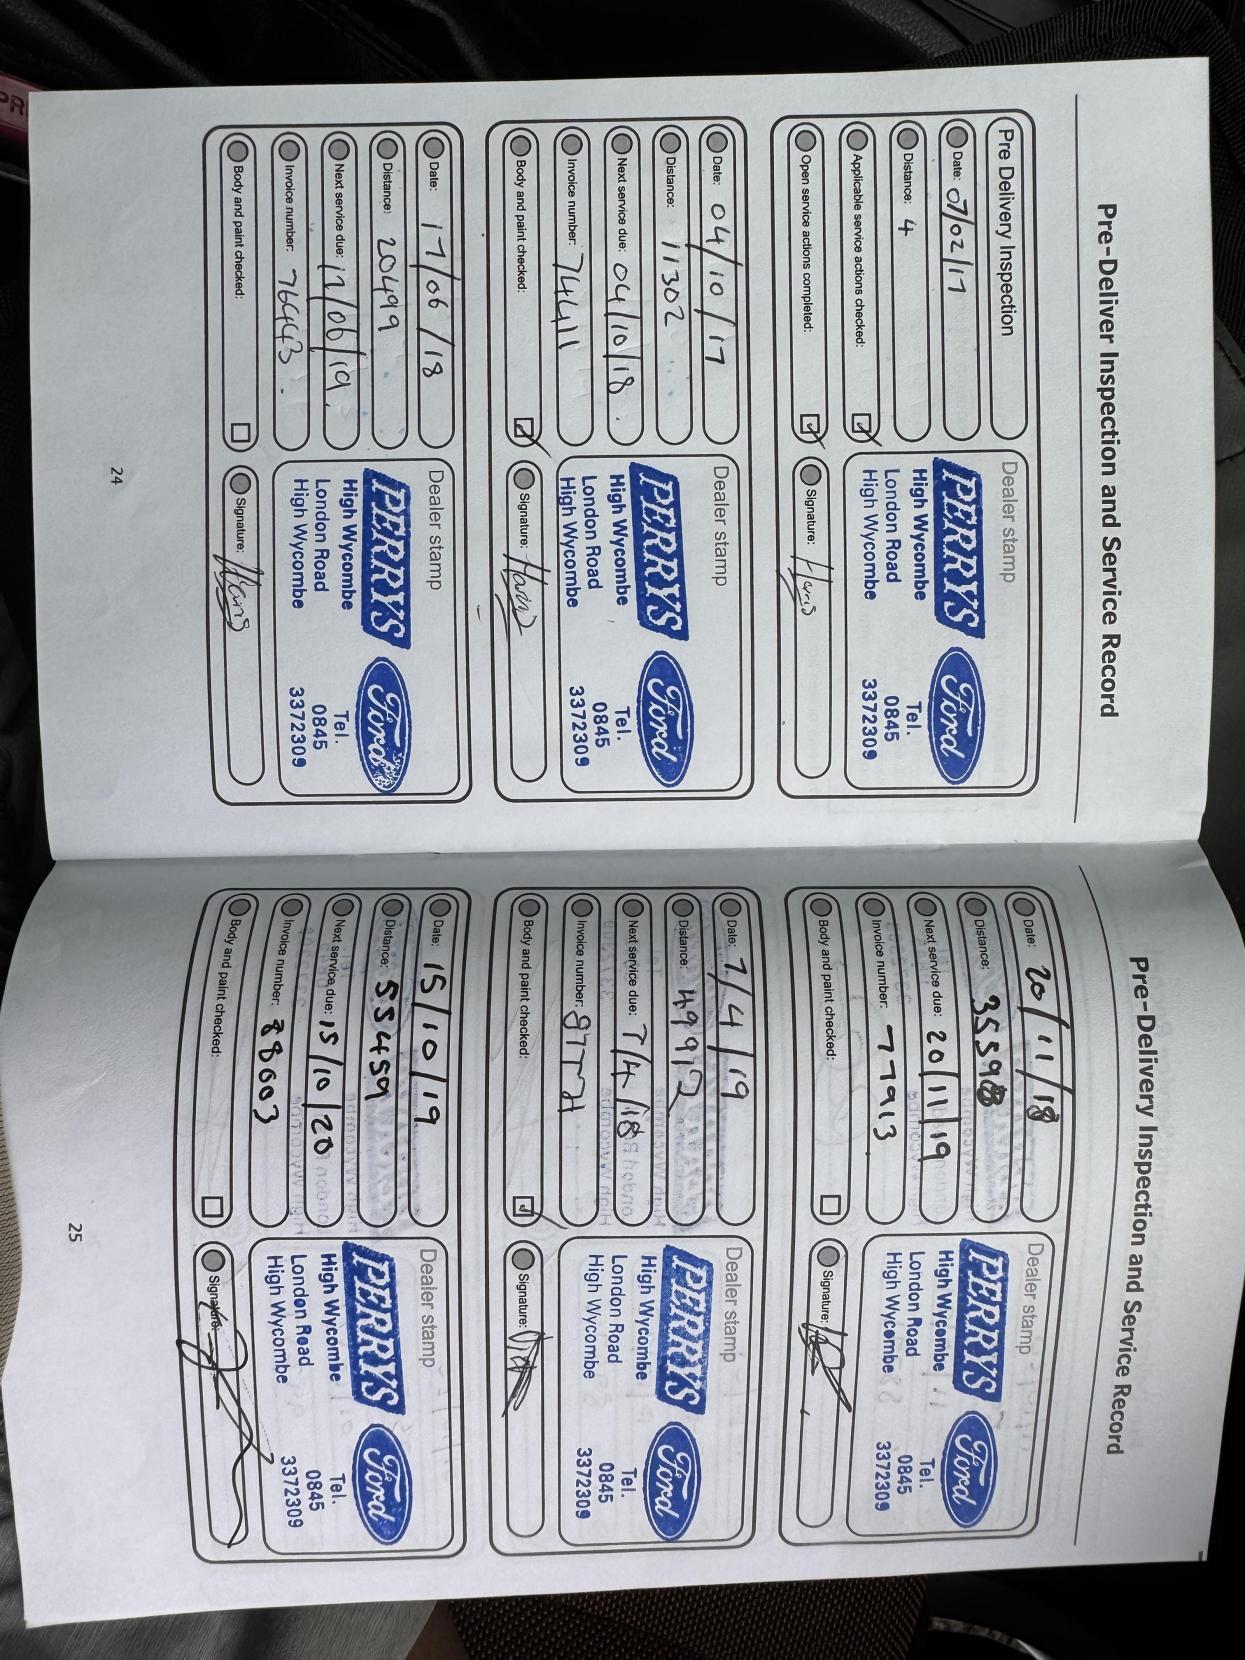 Pre-Deliver Inspection and Service Record
Pre Delivery Inspection
Date: 07/02/17
Distance: 4
Applicable service actions checked:
Open service actions completed:
Dealer stamp
PERRYS Ford
High Wycombe
London Road
High Wycombe
Tel.
0845
3372309
Signature: Haris
Date: 04/10/17
Distance: 11302
Next service due: 04/10/18
Invoice number: 74411
Body and paint checked:
Dealer stamp
PERRYS Ford
High Wycombe
London Road
High Wycombe
Tel.
0845
3372309
Signature: Haris
Date: 17/06/18
Distance: 20499
Next service due: 17/06/19
Invoice number: 76443
Body and paint checked:
Dealer stamp
PERRYS Ford
High Wycombe
London Road
High Wycombe
Tel.
0845
3372309
Signature: Haris
24
Pre-Delivery Inspection and Service Record
Date: 20/11/18
Distance: 35598
Next service due: 20/11/19
Invoice number: 77913
Body and paint checked:
Dealer stamp
PERRYS Ford
High Wycombe
London Road
High Wycombe
Tel.
0845
3372309
Signature:
Date: 7/4/19
Distance: 49912
Next service due: 7/4/18
Invoice number:
Body and paint checked:
Dealer stamp
PERRYS Ford
High Wycombe
London Road
High Wycombe
Tel.
0845
3372309
Signature:
Date: 15/10/19
Distance: 55459
Next service due: 15/10/20
Invoice number: 88003
Body and paint checked:
Dealer stamp
PERRYS Ford
High Wycombe
London Road
High Wycombe
Tel.
0845
3372309
Signature:
25